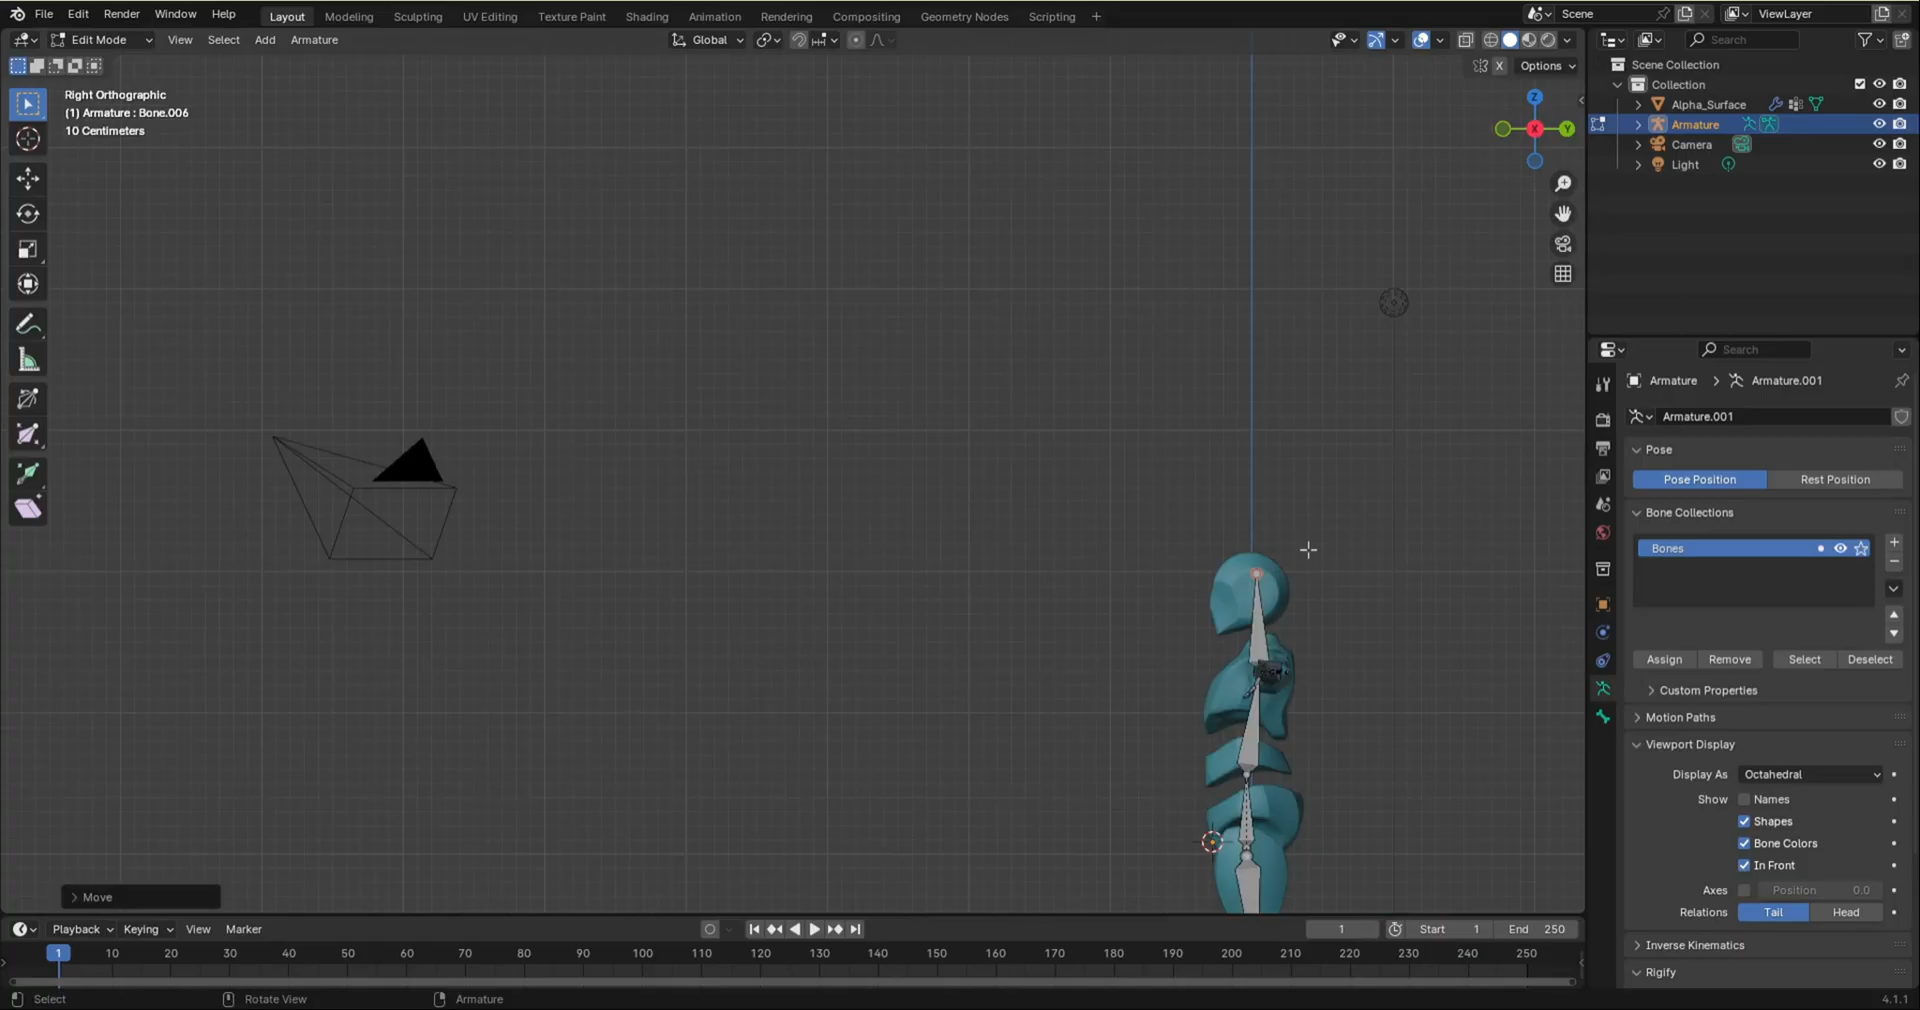 File Edit Render Window Help Layout Modeling Sculpting UV Editing Texture Paint Shading Animation Rendering Compositing Geometry Nodes Scripting + Scene ViewLayer
Edit Mode View Select Add Armature Global Search
X Options
Right Orthographic
(1) Armature : Bone.006
10 Centimeters
Z
X Y
Scene Collection
Collection
Alpha_Surface
Armature
Camera
Light
Search
Armature > Armature.001
Armature.001
Pose
Pose Position Rest Position
Bone Collections
Bones
Assign Remove Select Deselect
Custom Properties
Motion Paths
Viewport Display
Display As Octahedral
Show Names
Shapes
Bone Colors
In Front
Axes Position 0.0
Relations Tail Head
Inverse Kinematics
Rigify
Move
Playback Keying View Marker 1 Start 1 End 250
1 10 20 30 40 50 60 70 80 90 100 110 120 130 140 150 160 170 180 190 200 210 220 230 240 250
Select Rotate View Armature 4.1.1